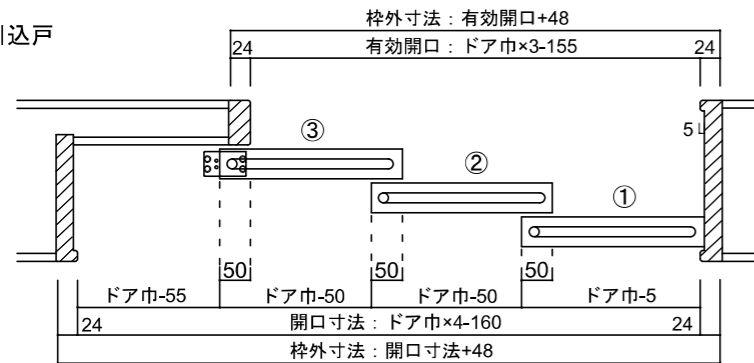 込戸
枠外寸法：有効開口+48
24 有効開口：ドア巾×3-155 24
③
5
②
①
50 50 50
ドア巾-55 ドア巾-50 ドア巾-50 ドア巾-5
24 開口寸法：ドア巾×4-160 24
枠外寸法：開口寸法+48